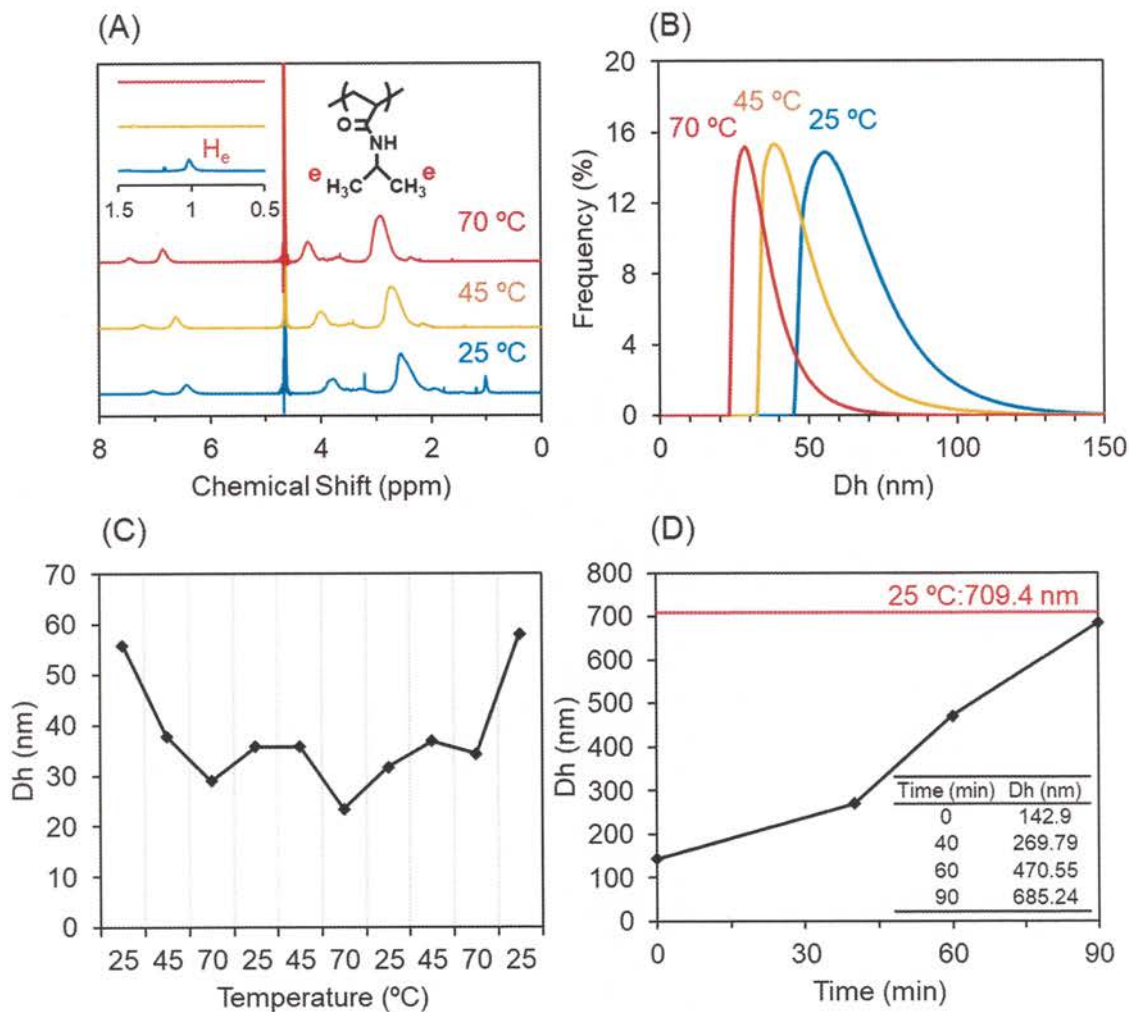 (A)
1.5
1
0.5
He
O
NH
e
H3C
CH3
e
70 ºC
45 ºC
25 ºC
8
6
4
2
0
Chemical Shift (ppm)
(B)
20
16
12
8
4
0
Frequency (%)
70 ºC
45 ºC
25 ºC
0
50
100
150
Dh (nm)
(C)
70
60
50
40
30
20
10
0
Dh (nm)
25 45 70 25 45 70 25 45 70 25
Temperature (ºC)
(D)
800
700
600
500
400
300
200
100
0
Dh (nm)
25 ºC:709.4 nm
Time (min) Dh (nm)
0 142.9
40 269.79
60 470.55
90 685.24
0
30
60
90
Time (min)